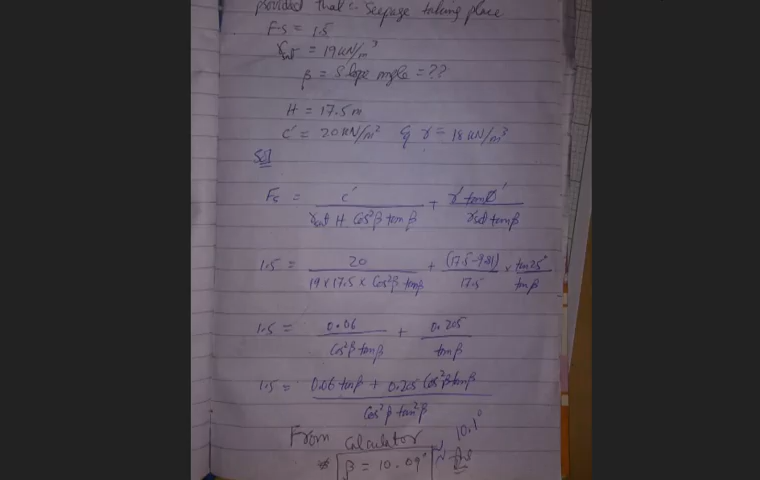 provided that is Seepage taking place
FS = 1.5
γsat = 19 kN/m³
β = Slope angle = ??
H = 17.5 m
C' = 20 kN/m² & γ = 18 kN/m³
Sol
Fs = C' / (γsat H Cos²β tanβ) + γ' tanØ' / (γsat tanβ)
1.5 = 20 / (19 × 17.5 × Cos²β tanβ) + (17.5 - 9.81) / 17.5 × tan25° / tanβ
1.5 = 0.06 / (Cos²β tanβ) + 0.205 / tanβ
1.5 = (0.06 tanβ + 0.205 Cos²β tanβ) / (Cos²β tan²β)
From Calculator
β = 10.09° ≈ 10.1°
Ans